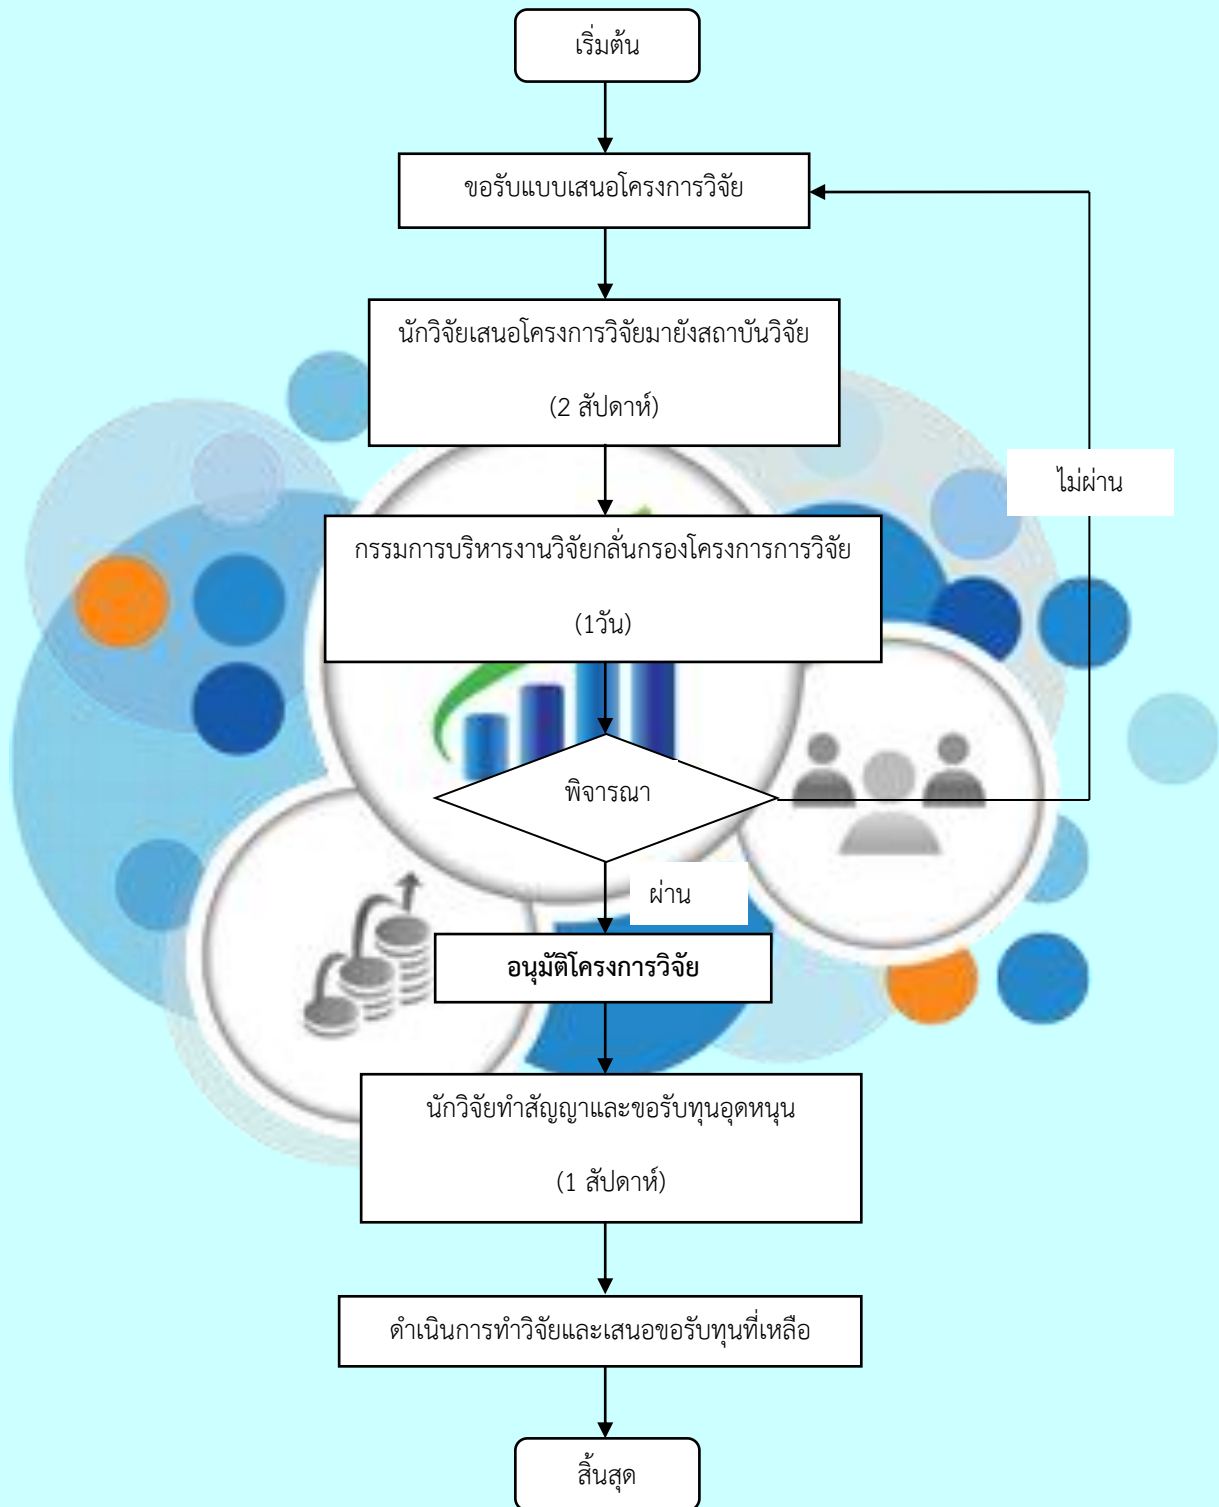 เริ่มต้น
ขอรับแบบเสนอโครงการวิจัย
นักวิจัยเสนอโครงการวิจัยมายังสถาบันวิจัย
(2 สัปดาห์)
ไม่ผ่าน
กรรมการบริหารงานวิจัยกลั่นกรองโครงการการวิจัย
(1วัน)
พิจารณา
ผ่าน
อนุมัติโครงการวิจัย
นักวิจัยทำสัญญาและขอรับทุนอุดหนุน
(1 สัปดาห์)
ดำเนินการทำวิจัยและเสนอขอรับทุนที่เหลือ
สิ้นสุด